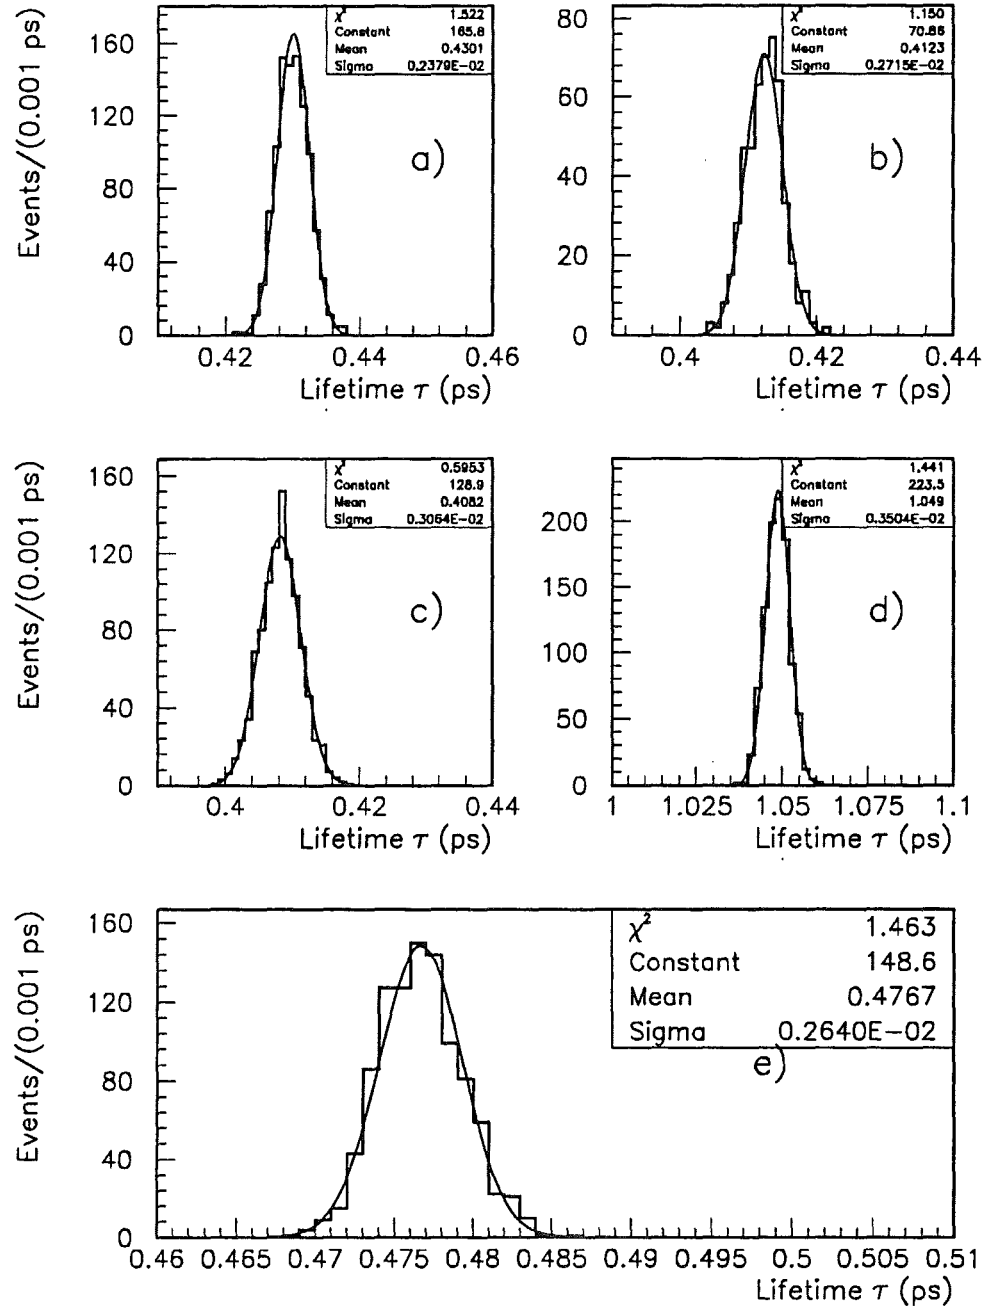 χ² 1.522
Constant 165.8
Mean 0.4301
Sigma 0.2379E-02
a)
Events/(0.001 ps)
160
120
80
40
0
0.42 0.44 0.46
Lifetime τ (ps)
χ² 1.150
Constant 70.86
Mean 0.4123
Sigma 0.2715E-02
b)
80
60
40
20
0
0.4 0.42 0.44
Lifetime τ (ps)
χ² 0.5953
Constant 128.9
Mean 0.4082
Sigma 0.3064E-02
c)
Events/(0.001 ps)
160
120
80
40
0
0.4 0.42 0.44
Lifetime τ (ps)
χ² 1.441
Constant 223.5
Mean 1.049
Sigma 0.3504E-02
d)
200
150
100
50
0
1 1.025 1.05 1.075 1.1
Lifetime τ (ps)
χ² 1.463
Constant 148.6
Mean 0.4767
Sigma 0.2640E-02
e)
Events/(0.001 ps)
160
120
80
40
0
0.46 0.465 0.47 0.475 0.48 0.485 0.49 0.495 0.5 0.505 0.51
Lifetime τ (ps)